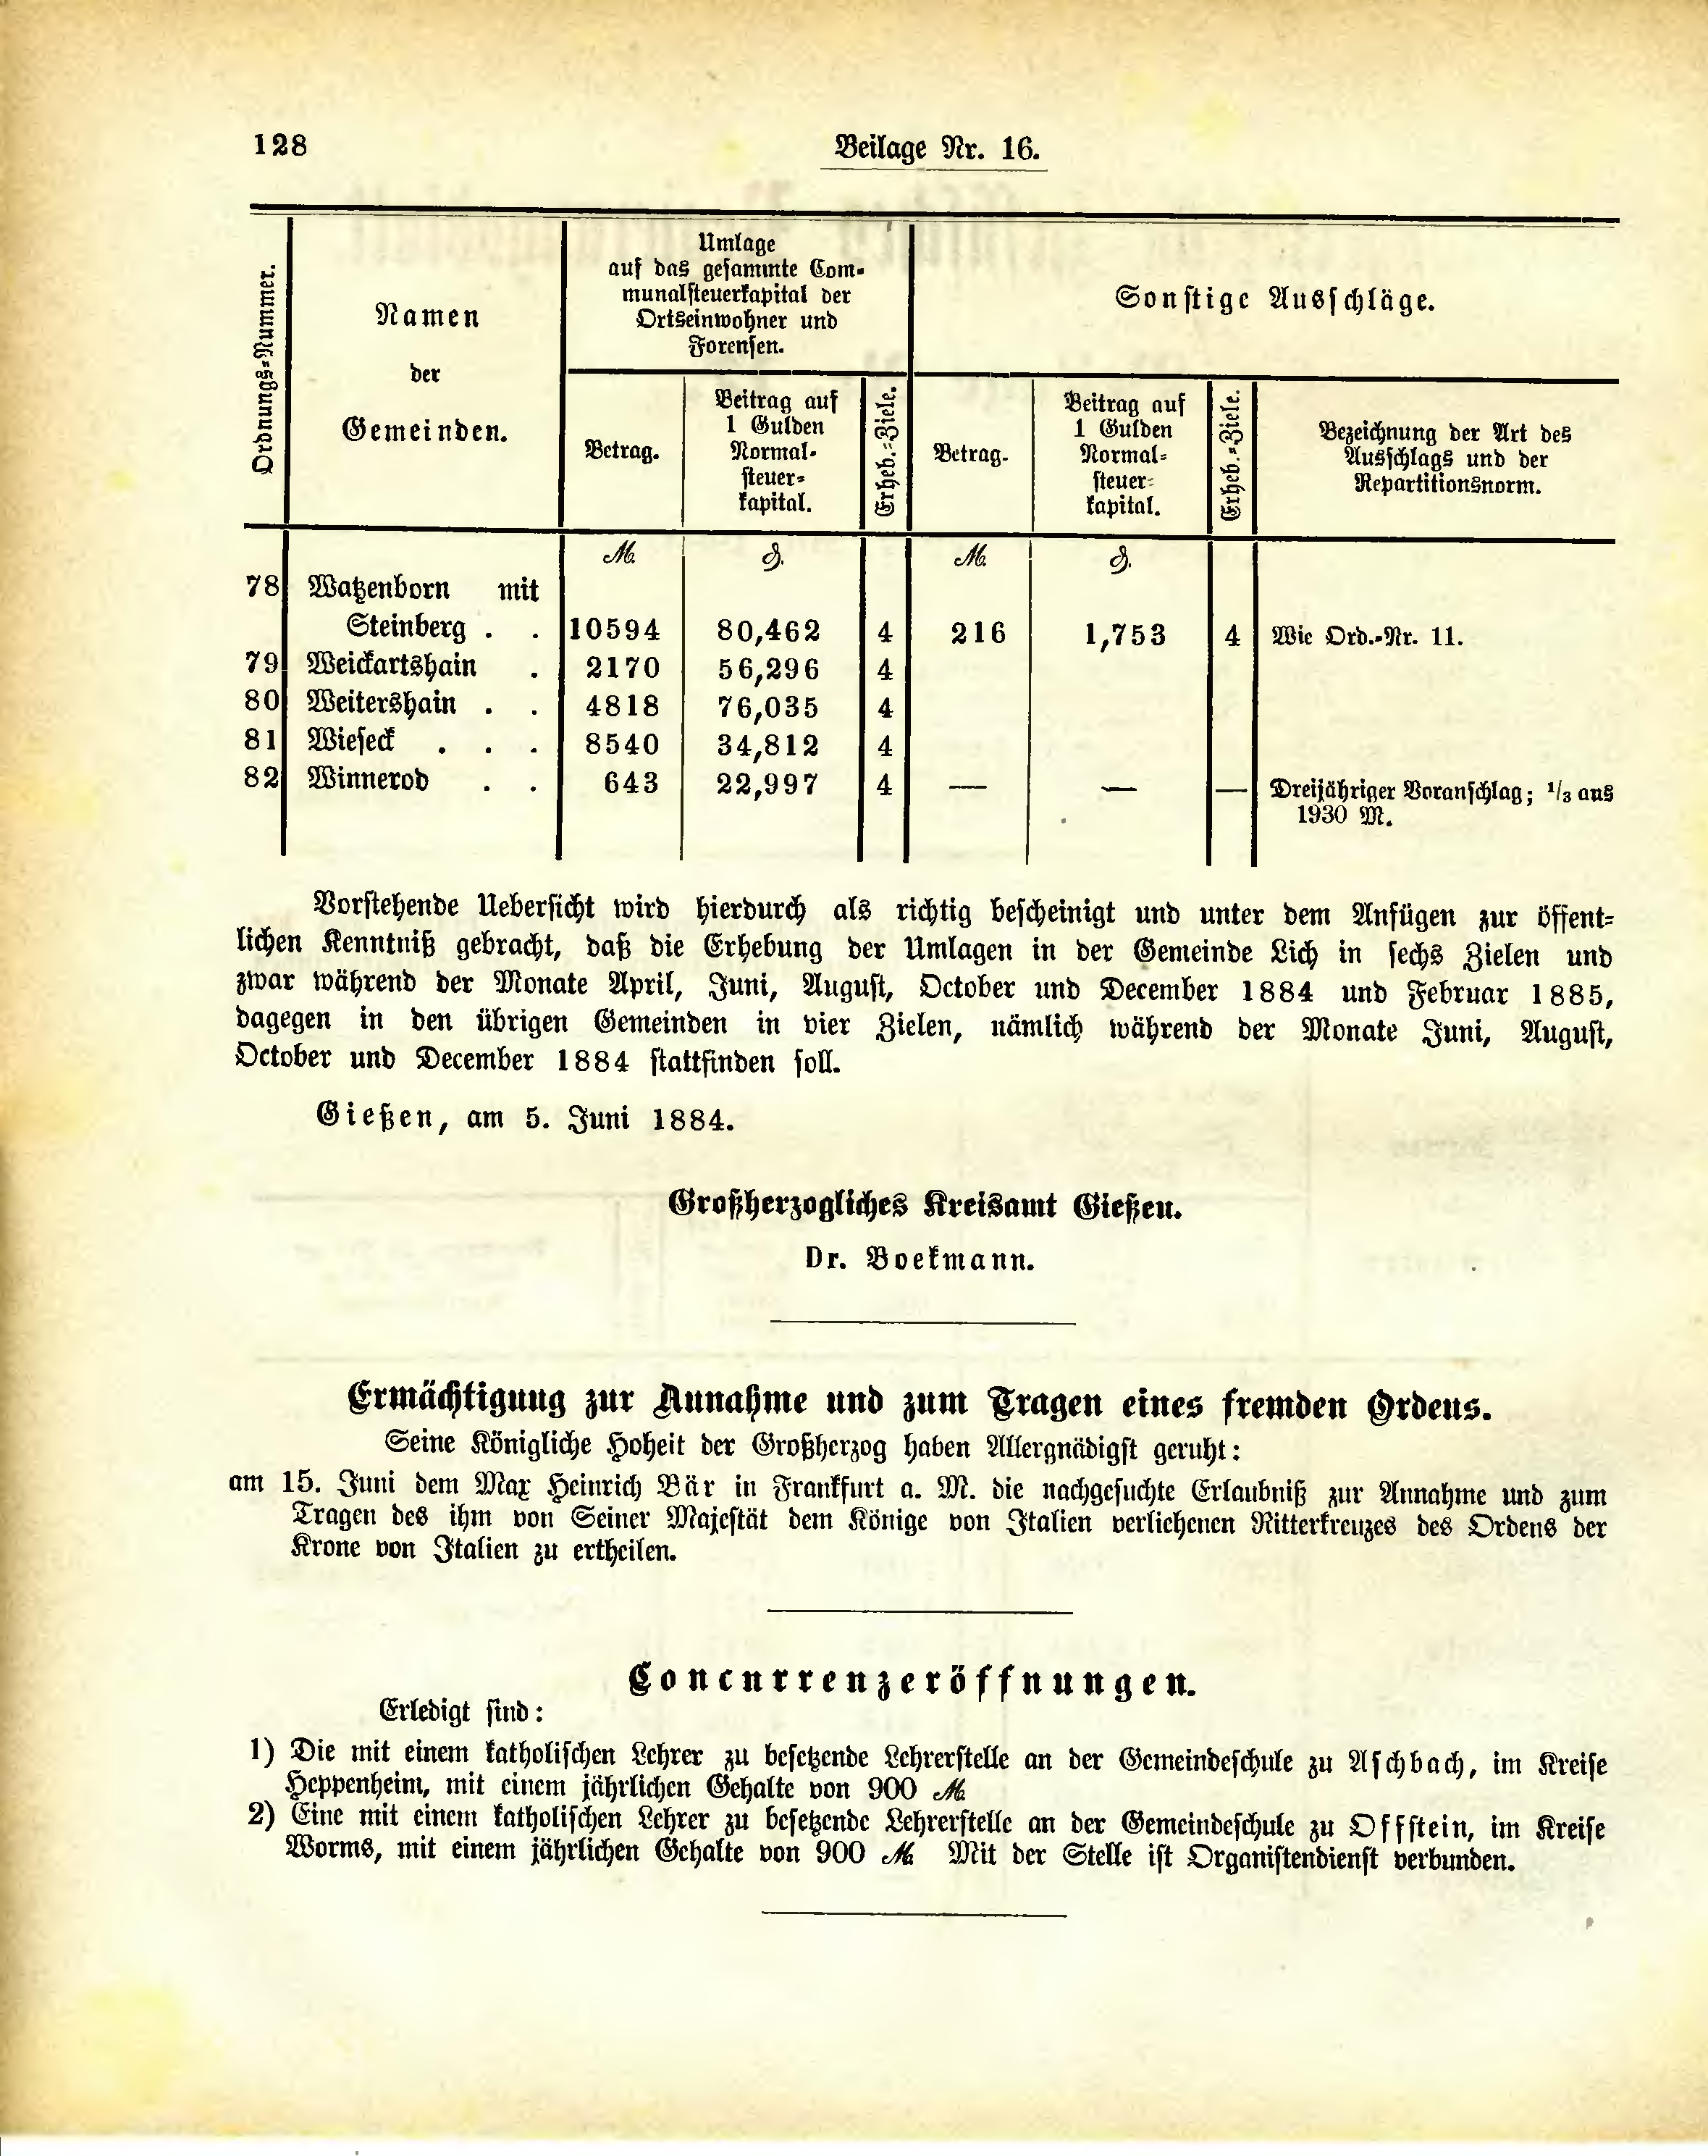 128
Beilage Nr. 16.
Ordnungs-Nummer.
Namen
der
Gemeinden.
Umlage
auf das gesammte Com-
munalsteuerkapital der
Ortseinwohner und
Forensen.
Sonstige Ausschläge.
Betrag.
Beitrag auf
1 Gulden
Normal-
steuer-
kapital.
Erheb.-Ziele.
Betrag.
Beitrag auf
1 Gulden
Normal-
steuer-
kapital.
Erheb.-Ziele.
Bezeichnung der Art des
Ausschlags und der
Repartitionsnorm.
ℳ. ₰. ℳ. ₰.
78 Watzenborn mit
Steinberg . . 10594 80,462 4 216 1,753 4 Wie Ord.-Nr. 11.
79 Weickartshain . 2170 56,296 4
80 Weitershain . . 4818 76,035 4
81 Wieseck . . . 8540 34,812 4
82 Winnerod . . 643 22,997 4 — — — Dreijähriger Voranschlag; 1/3 aus
1930 M.
Vorstehende Uebersicht wird hierdurch als richtig bescheinigt und unter dem Anfügen zur öffent-
lichen Kenntniß gebracht, daß die Erhebung der Umlagen in der Gemeinde Lich in sechs Zielen und
zwar während der Monate April, Juni, August, October und December 1884 und Februar 1885,
dagegen in den übrigen Gemeinden in vier Zielen, nämlich während der Monate Juni, August,
October und December 1884 stattfinden soll.
Gießen, am 5. Juni 1884.
Großherzogliches Kreisamt Gießen.
Dr. Boekmann.
Ermächtigung zur Annahme und zum Tragen eines fremden Ordens.
Seine Königliche Hoheit der Großherzog haben Allergnädigst geruht:
am 15. Juni dem Max Heinrich Bär in Frankfurt a. M. die nachgesuchte Erlaubniß zur Annahme und zum
Tragen des ihm von Seiner Majestät dem Könige von Italien verliehenen Ritterkreuzes des Ordens der
Krone von Italien zu ertheilen.
Concurrenzeröffnungen.
Erledigt sind:
1) Die mit einem katholischen Lehrer zu besetzende Lehrerstelle an der Gemeindeschule zu Aschbach, im Kreise
Heppenheim, mit einem jährlichen Gehalte von 900 ℳ.
2) Eine mit einem katholischen Lehrer zu besetzende Lehrerstelle an der Gemeindeschule zu Offstein, im Kreise
Worms, mit einem jährlichen Gehalte von 900 ℳ. Mit der Stelle ist Organistendienst verbunden.